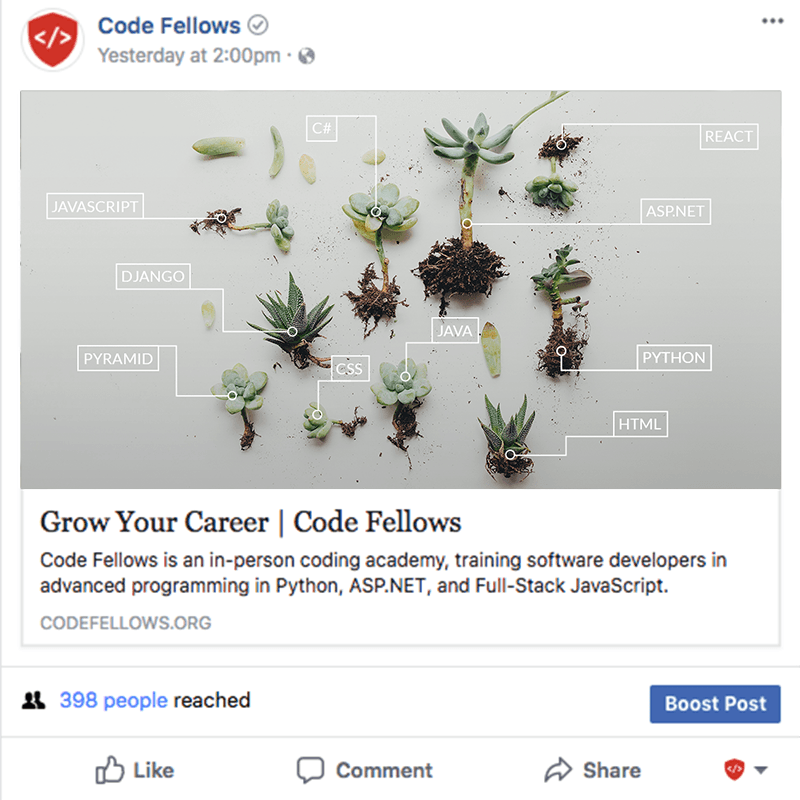 </>
Code Fellows
Yesterday at 2:00pm ·
C#
REACT
JAVASCRIPT
ASP.NET
DJANGO
JAVA
PYRAMID
CSS
PYTHON
HTML
Grow Your Career | Code Fellows
Code Fellows is an in-person coding academy, training software developers in
advanced programming in Python, ASP.NET, and Full-Stack JavaScript.
CODEFELLOWS.ORG
398 people reached
Boost Post
Like
Comment
Share
</>